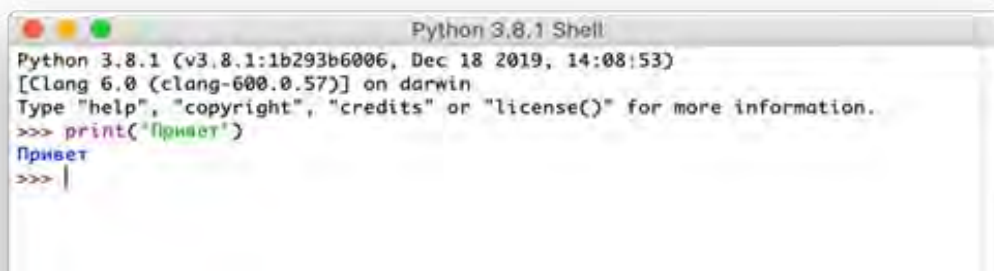 Python 3.8.1 Shell
Python 3.8.1 (v3.8.1:1b293b6006, Dec 18 2019, 14:08:53)
[Clang 6.0 (clang-600.0.57)] on darwin
Type "help", "copyright", "credits" or "license()" for more information.
>>> print('Привет')
Привет
>>>